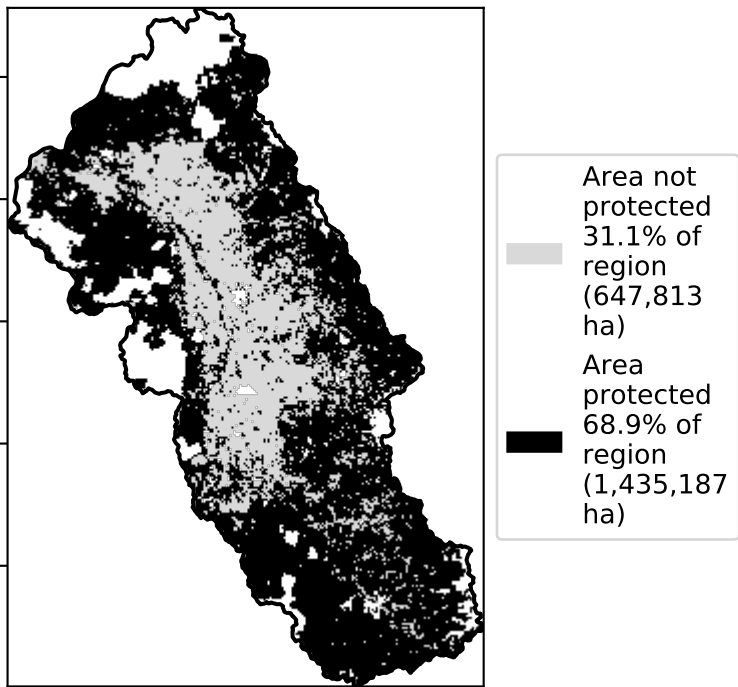 Area not
protected
31.1% of
region
(647,813
ha)
Area
protected
68.9% of
region
(1,435,187
ha)